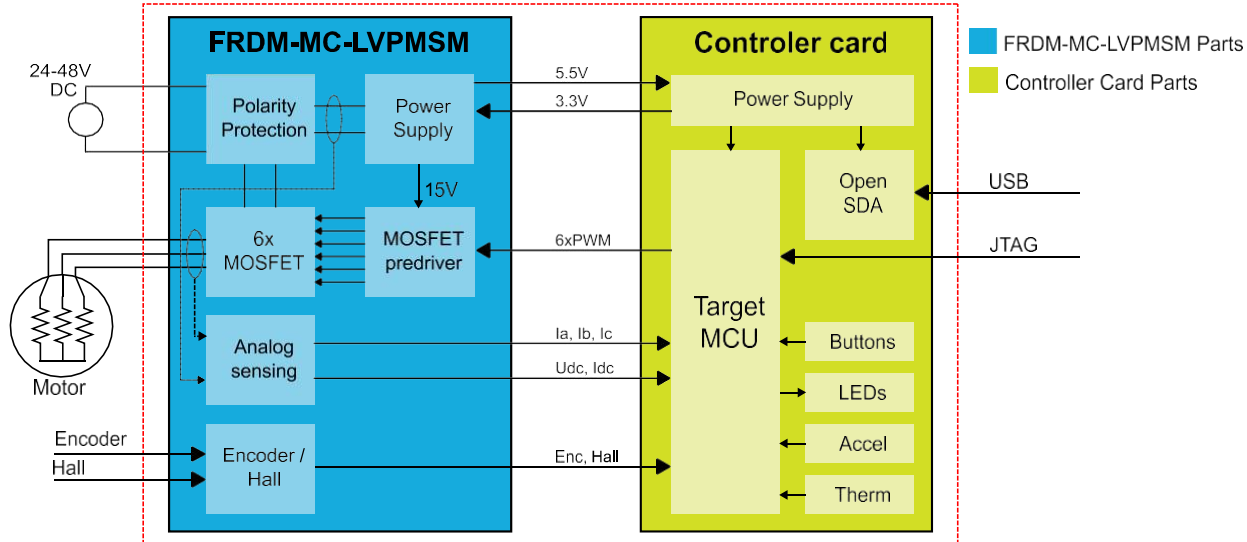 FRDM-MC-LVPMSM
Controler card
FRDM-MC-LVPMSM Parts
Controller Card Parts
24-48V
DC
Polarity
Protection
Power
Supply
5.5V
3.3V
Power Supply
15V
Open
SDA
USB
6x
MOSFET
MOSFET
predriver
6xPWM
JTAG
Target
MCU
Motor
Analog
sensing
Ia, Ib, Ic
Udc, Idc
Buttons
LEDs
Accel
Therm
Encoder
Hall
Encoder /
Hall
Enc, Hall